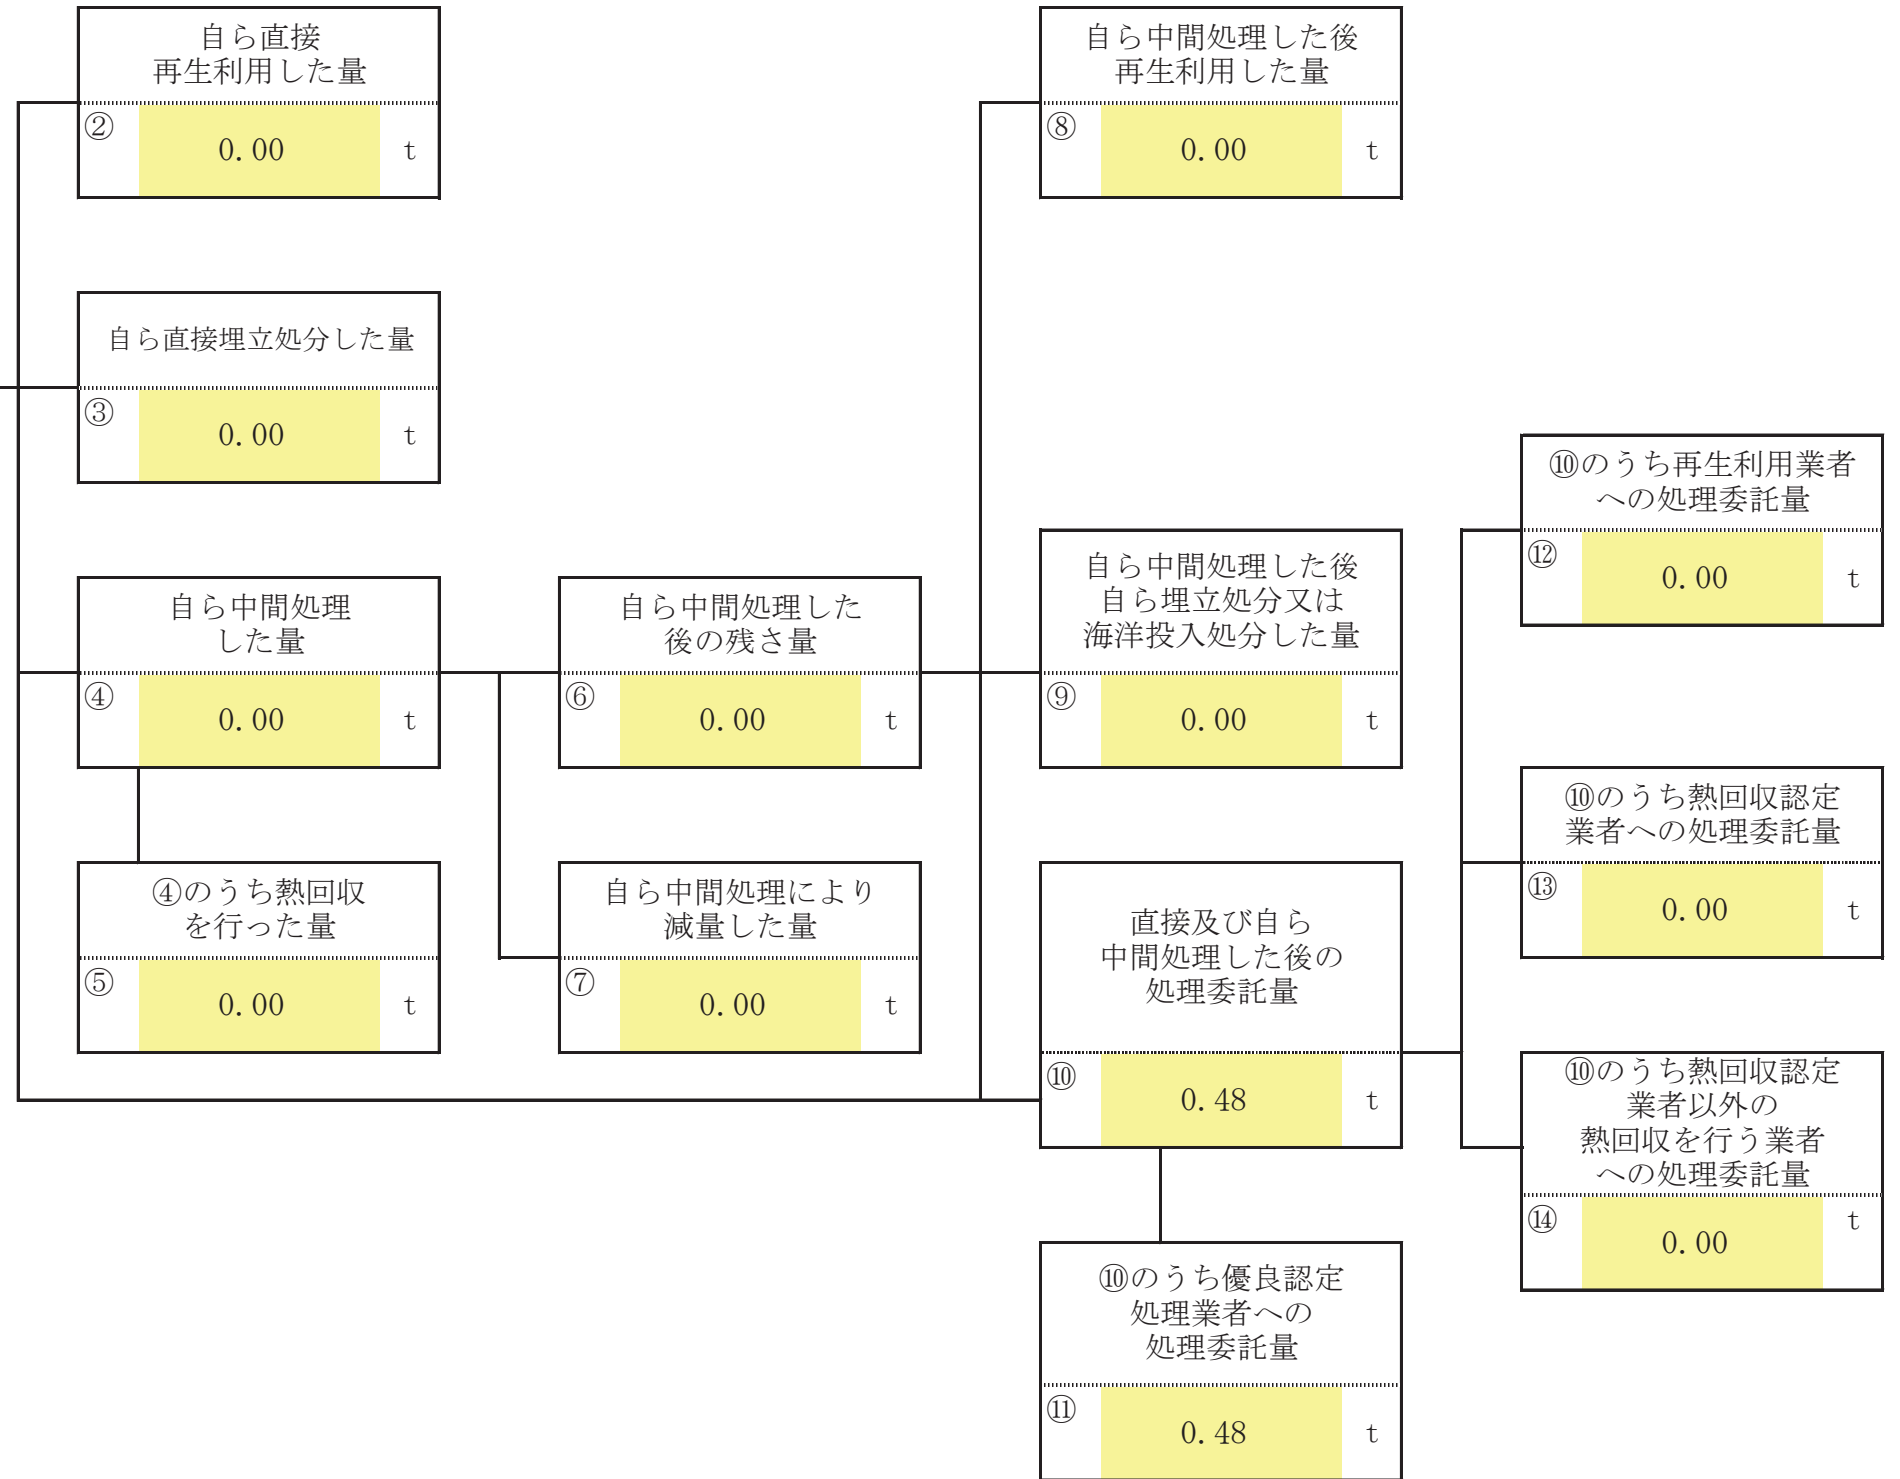 自ら直接
再生利用した量
②
0.00
t
自ら中間処理した後
再生利用した量
⑧
0.00
t
自ら直接埋立処分した量
③
0.00
t
⑩のうち再生利用業者
への処理委託量
⑫
0.00
t
自ら中間処理
した量
④
0.00
t
自ら中間処理した
後の残さ量
⑥
0.00
t
自ら中間処理した後
自ら埋立処分又は
海洋投入処分した量
⑨
0.00
t
⑩のうち熱回収認定
業者への処理委託量
⑬
0.00
t
④のうち熱回収
を行った量
⑤
0.00
t
自ら中間処理により
減量した量
⑦
0.00
t
直接及び自ら
中間処理した後の
処理委託量
⑩
0.48
t
⑩のうち熱回収認定
業者以外の
熱回収を行う業者
への処理委託量
⑭
0.00
t
⑩のうち優良認定
処理業者への
処理委託量
⑪
0.48
t